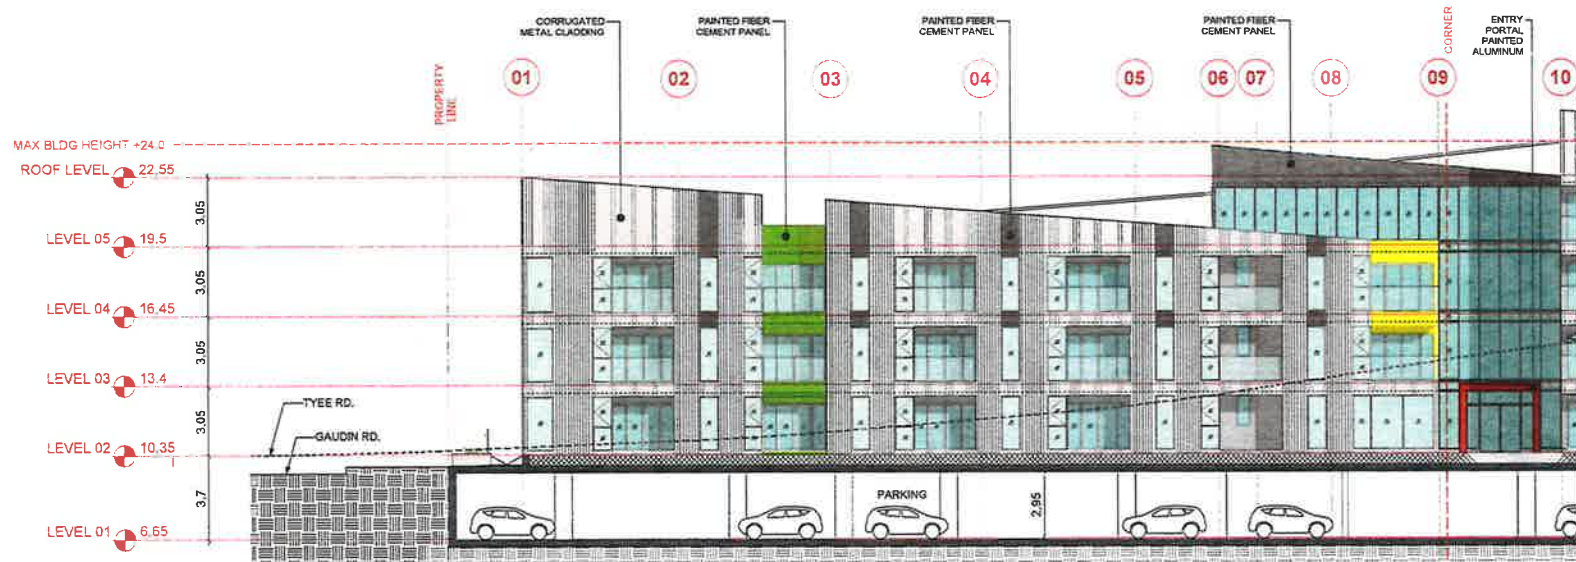 CORRUGATED
METAL CLADDING
PAINTED FIBER
CEMENT PANEL
PAINTED FIBER
CEMENT PANEL
PAINTED FIBER
CEMENT PANEL
CORNER
ENTRY
PORTAL
PAINTED
ALUMINUM
PROPERTY
LINE
01
02
03
04
05
06
07
08
09
10
MAX BLDG HEIGHT +24.0
ROOF LEVEL 22,55
3,05
LEVEL 05 19.5
3,05
LEVEL 04 16,45
3,05
LEVEL 03 13.4
3,05
TYEE RD.
GAUDIN RD.
LEVEL 02 10,35
3,7
PARKING
2,95
LEVEL 01 6,65